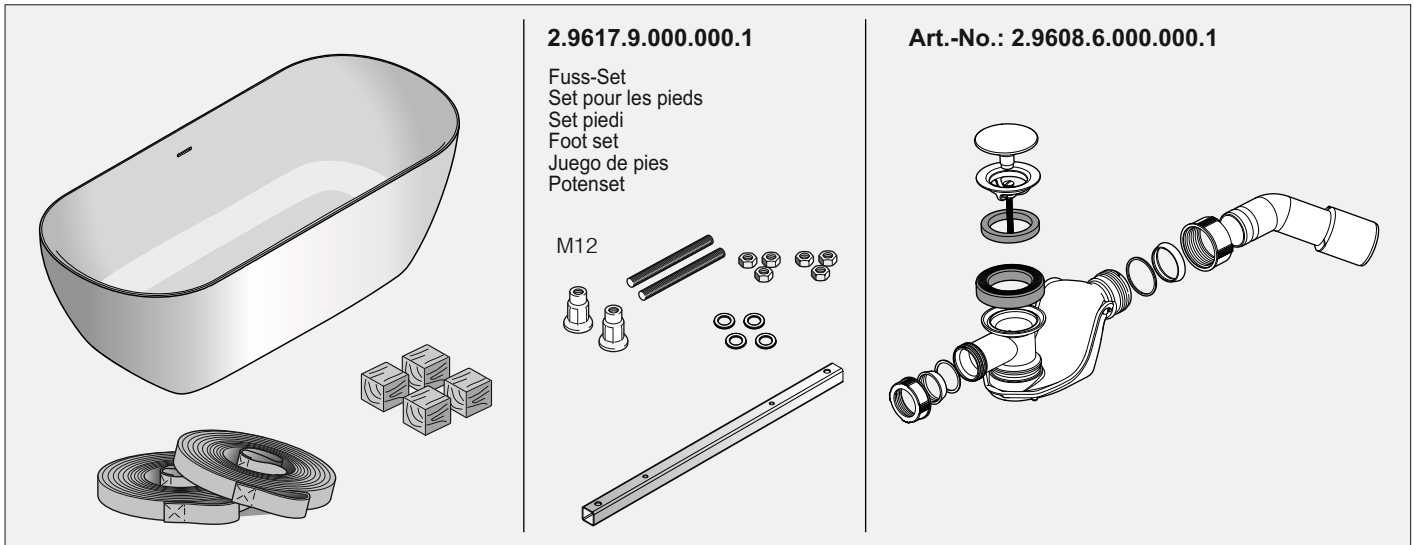 2.9617.9.000.000.1
Fuss-Set
Set pour les pieds
Set piedi
Foot set
Juego de pies
Potenset
M12
Art.-No.: 2.9608.6.000.000.1